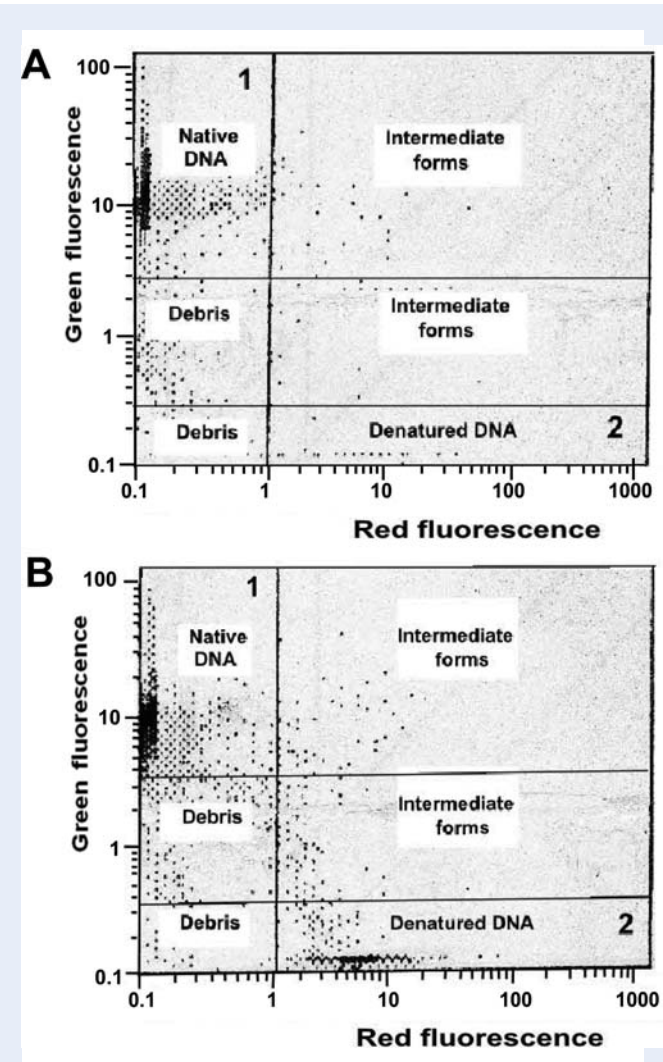 A
Green fluorescence
100
10
1
0.1
1
Native
DNA
Intermediate
forms
Debris
Intermediate
forms
Debris
Denatured DNA
2
0.1
1
10
100
1000
Red fluorescence
B
Green fluorescence
100
10
1
0.1
1
Native
DNA
Intermediate
forms
Debris
Intermediate
forms
Debris
Denatured DNA
2
0.1
1
10
100
1000
Red fluorescence